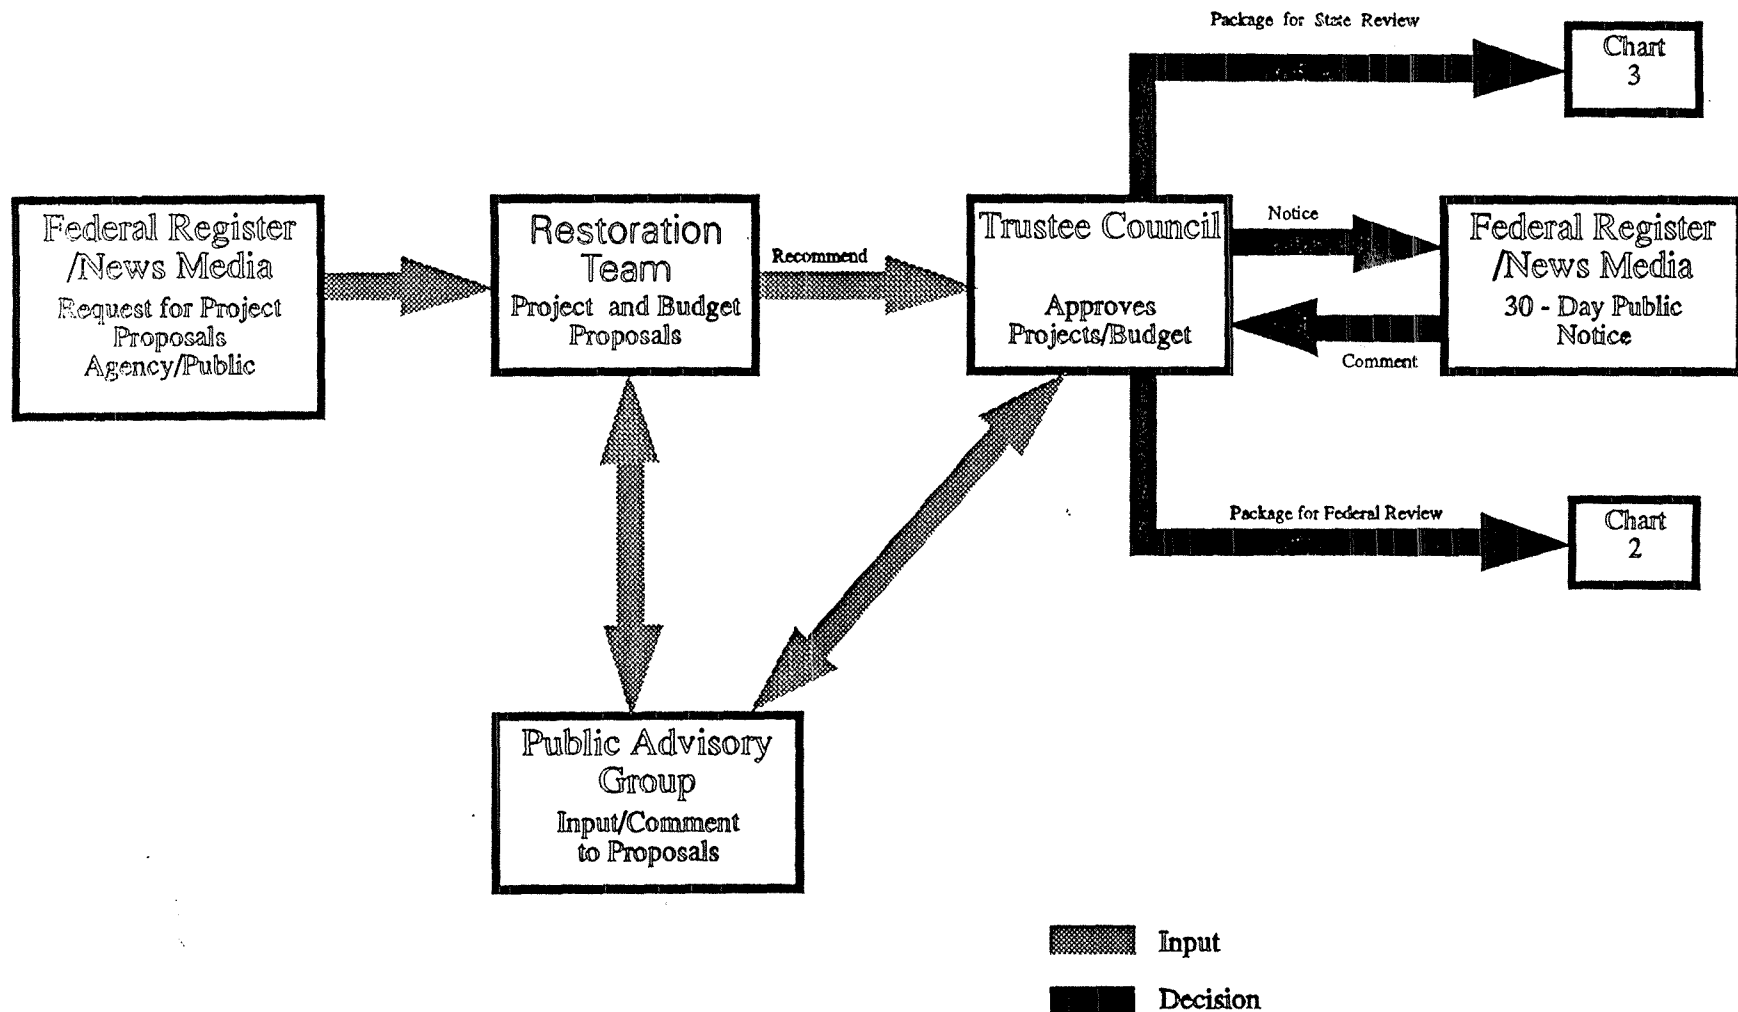 Package for State Review
Chart
3
Federal Register
/News Media
Request for Project
Proposals
Agency/Public
Restoration
Team
Project and Budget
Proposals
Recommend
Trustee Council
Approves
Projects/Budget
Notice
Comment
Federal Register
/News Media
30 - Day Public
Notice
Package for Federal Review
Chart
2
Public Advisory
Group
Input/Comment
to Proposals
Input
Decision